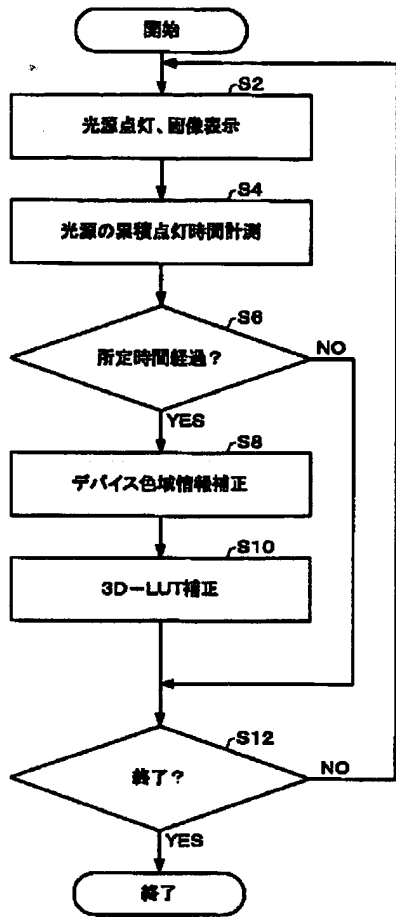 開始
S2
光源点灯、画像表示
S4
光源の累積点灯時間計測
S6
所定時間経過？
NO
YES
S8
デバイス色域情報補正
S10
3D−LUT補正
S12
終了？
NO
YES
終了